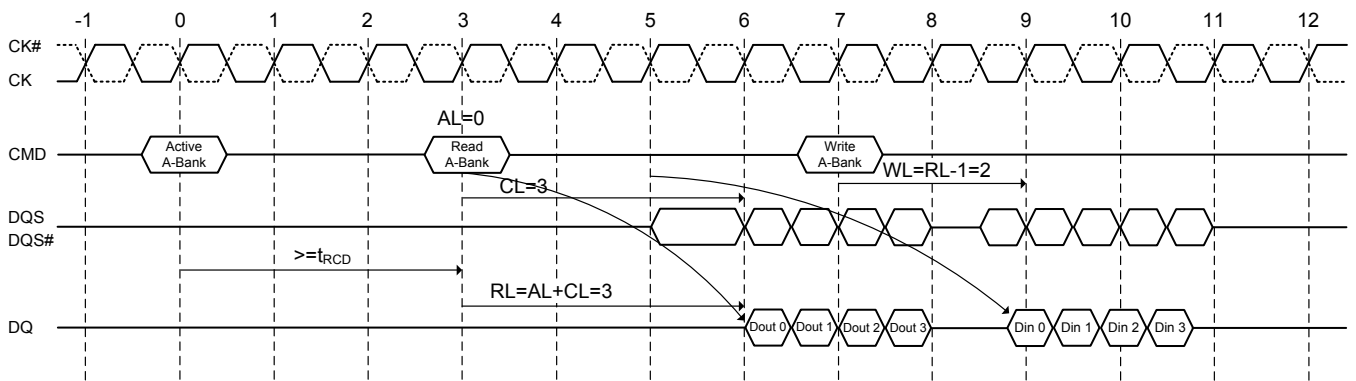 -1 0 1 2 3 4 5 6 7 8 9 10 11 12
CK#
CK
AL=0
CMD
Active
A-Bank
Read
A-Bank
Write
A-Bank
CL=3
WL=RL-1=2
DQS
DQS#
>=tRCD
RL=AL+CL=3
DQ
Dout 0 Dout 1 Dout 2 Dout 3 Din 0 Din 1 Din 2 Din 3